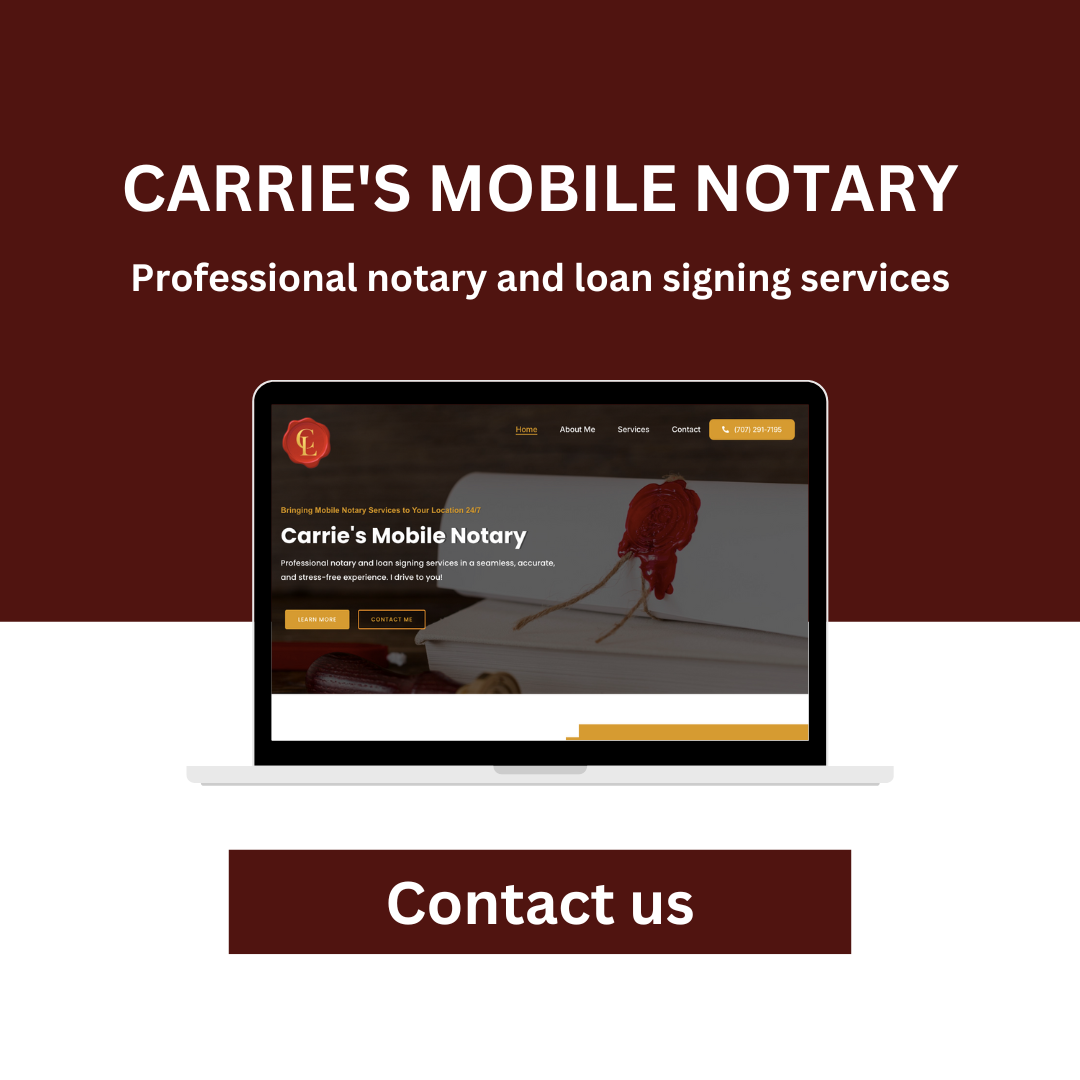 CARRIE'S MOBILE NOTARY
Professional notary and loan signing services
CL
Home About Me Services Contact (707) 291-7195
Bringing Mobile Notary Services to Your Location 24/7
Carrie's Mobile Notary
Professional notary and loan signing services in a seamless, accurate,
and stress-free experience. I drive to you!
LEARN MORE CONTACT ME
Contact us